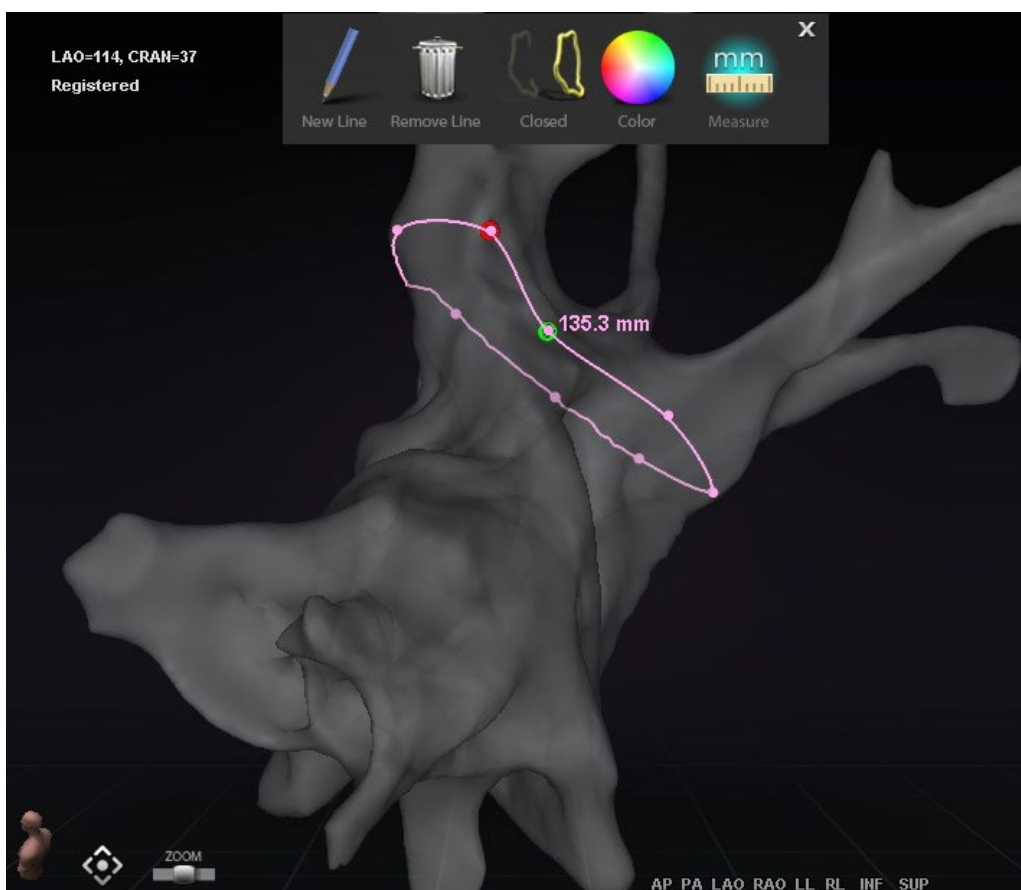 LAO=114, CRAN=37
Registered
X
New Line
Remove Line
Closed
Color
mm
Measure
135.3 mm
ZOOM
AP PA LAO RAO LL RL INF SUP